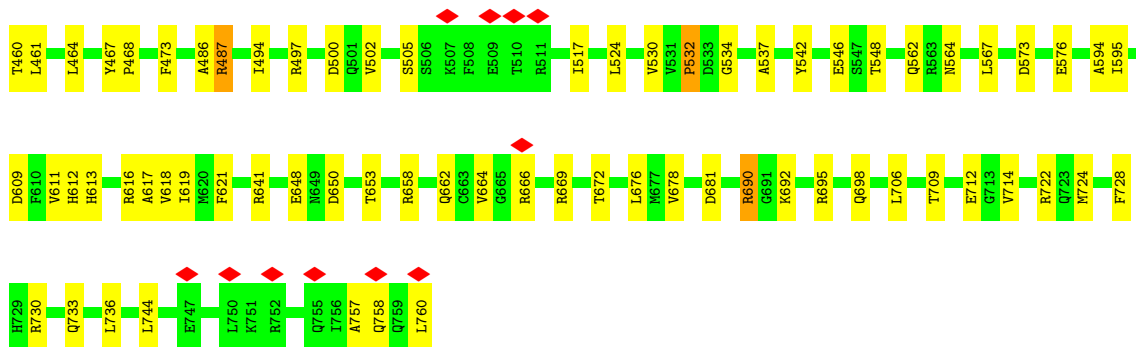 T460 L461 L464 Y467 P468 F473 A486 R487 I494 R497 D500 Q501 V502 S505 S506 K507 F508 E509 T510 R511 I517 L524 V530 V531 P532 D533 G534 A537 Y542 E546 S547 T548 Q562 R563 N564 L567 D573 E576 A594 I595
D609 F610 V611 H612 H613 R616 A617 V618 I619 M620 F621 R641 E648 N649 D650 T653 R658 Q662 C663 V664 G665 R666 R669 T672 L676 M677 V678 D681 R690 G691 K692 R695 Q698 L706 T709 E712 G713 V714 R722 Q723 M724 F728
H729 R730 Q733 L736 L744 E747 L750 K751 R752 Q755 I756 A757 Q758 Q759 L760